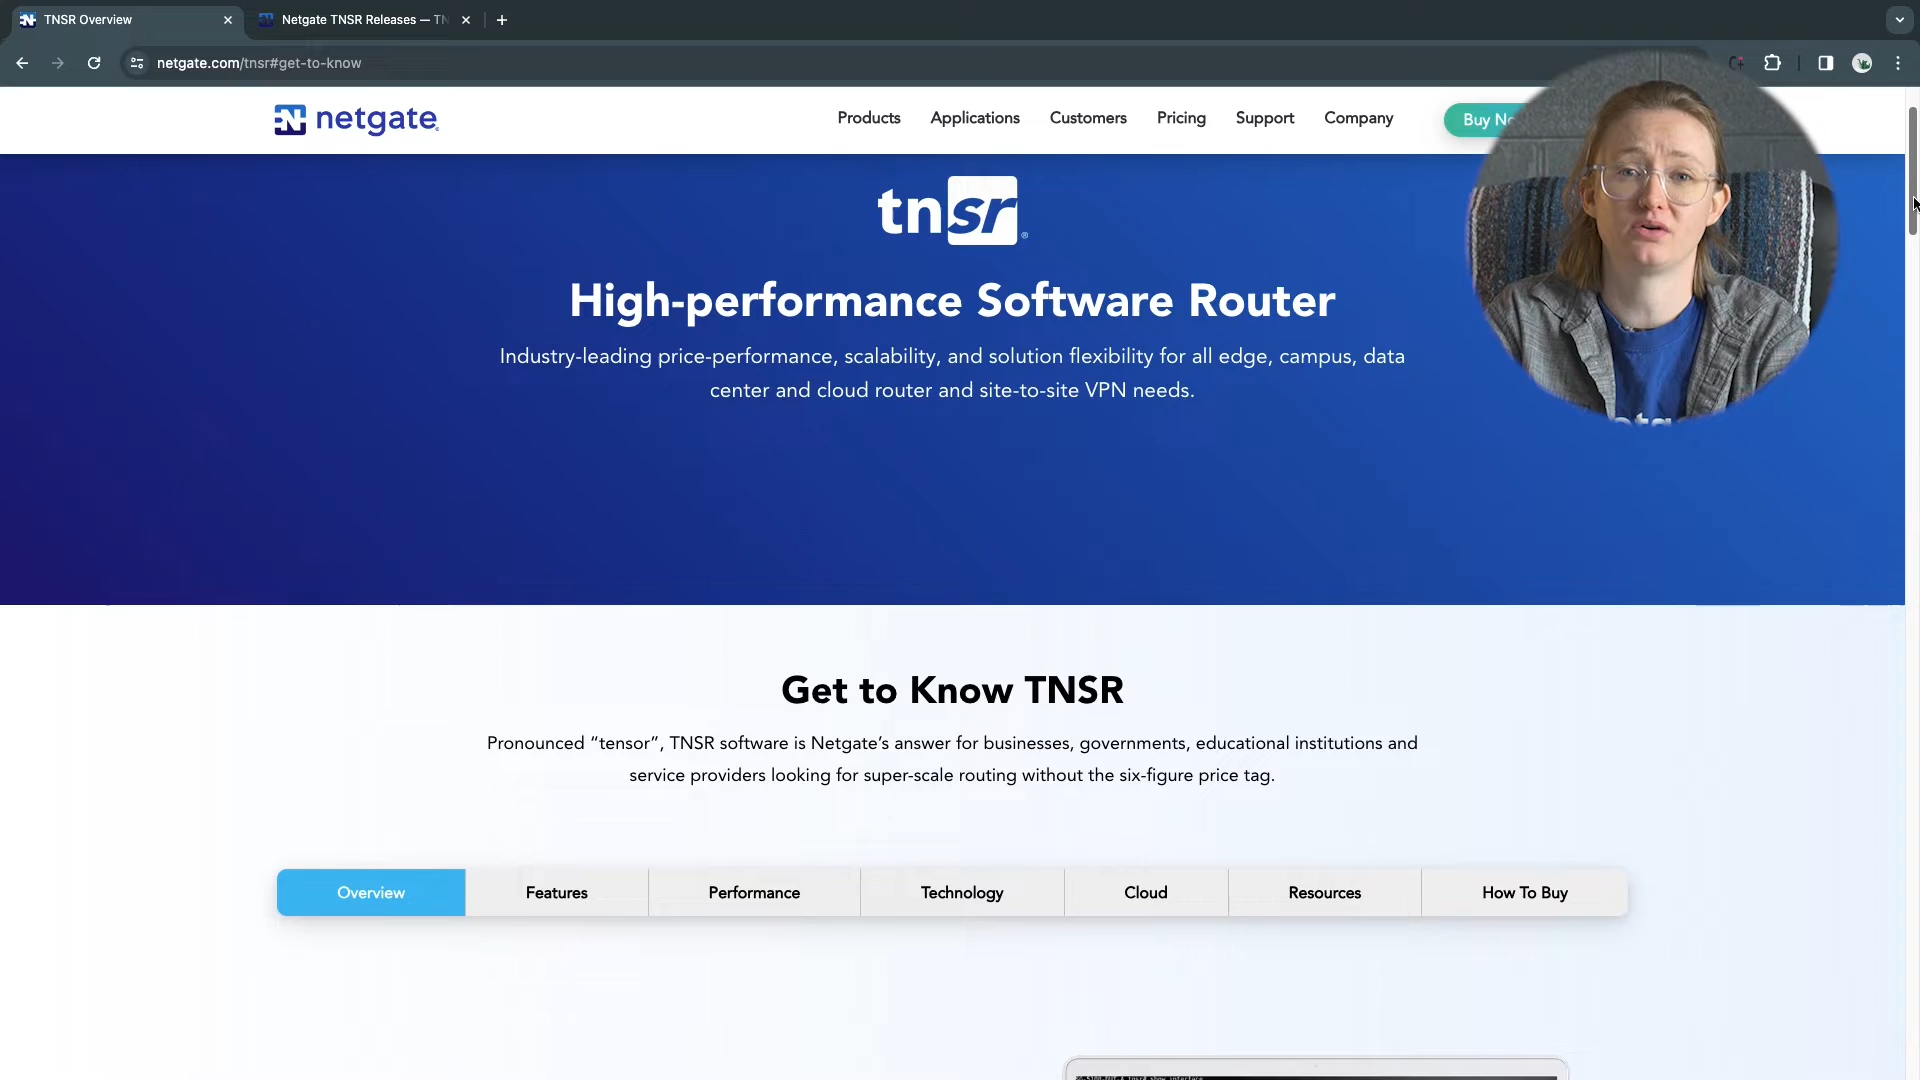 TNSR Overview
Netgate TNSR Releases — TN
netgate.com/tnsr#get-to-know
netgate
Products
Applications
Customers
Pricing
Support
Company
Buy No
tnsr
High-performance Software Router
Industry-leading price-performance, scalability, and solution flexibility for all edge, campus, data
center and cloud router and site-to-site VPN needs.
Get to Know TNSR
Pronounced “tensor”, TNSR software is Netgate’s answer for businesses, governments, educational institutions and
service providers looking for super-scale routing without the six-figure price tag.
Overview
Features
Performance
Technology
Cloud
Resources
How To Buy